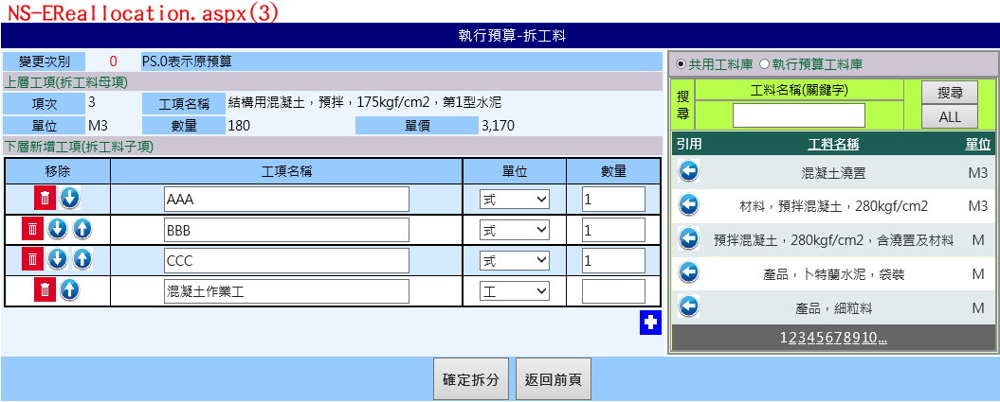 NS-EReallocation.aspx(3)
執行預算-拆工料
變更次別 0 PS.0表示原預算
上層工項(拆工料母項)
項次 3 工項名稱 結構用混凝土，預拌，175kgf/cm2，第1型水泥
單位 M3 數量 180 單價 3,170
下層新增工項(拆工料子項)
移除 工項名稱 單位 數量
AAA 式 1
BBB 式 1
CCC 式 1
混凝土作業工 工
共用工料庫 執行預算工料庫
搜尋 工料名稱(關鍵字) 搜尋
ALL
引用 工料名稱 單位
混凝土澆置 M3
材料，預拌混凝土，280kgf/cm2 M3
預拌混凝土，280kgf/cm2，含澆置及材料 M
產品，卜特蘭水泥，袋裝 M
產品，細粒料 M
12345678910...
確定拆分 返回前頁